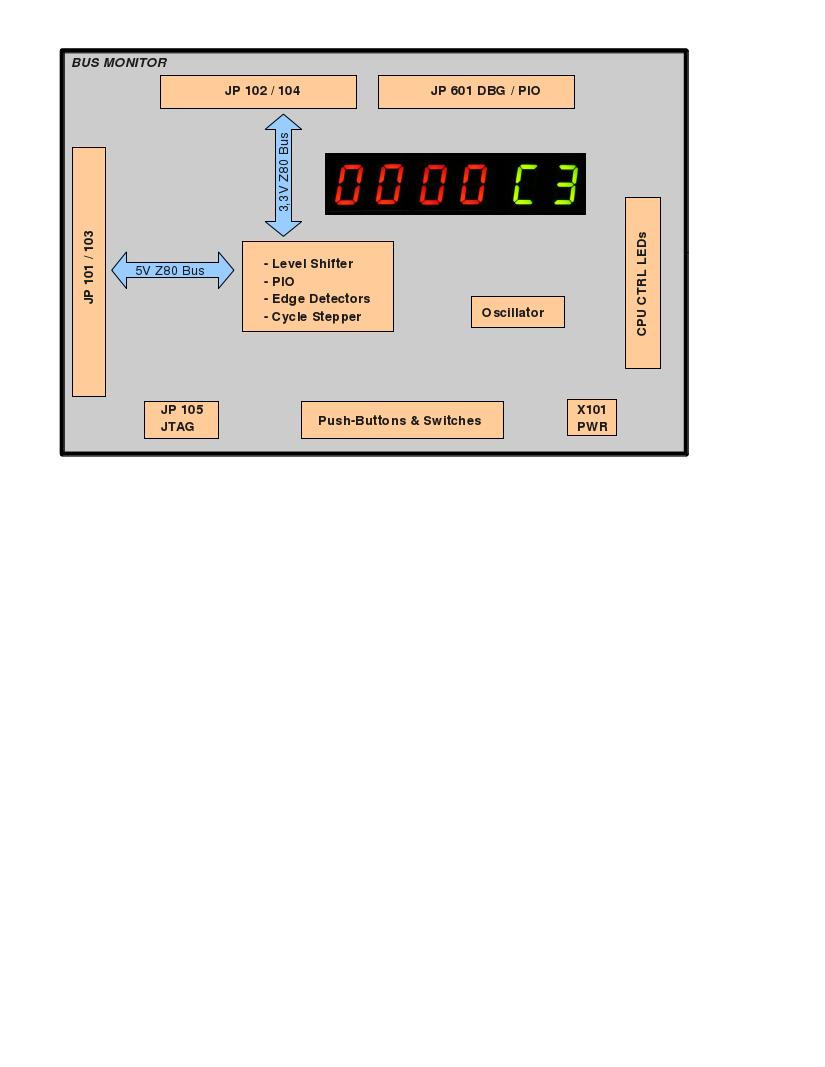 BUS MONITOR
JP 102 / 104
JP 601 DBG / PIO
3,3V Z80 Bus
0000 C3
JP 101 / 103
5V Z80 Bus
- Level Shifter
- PIO
- Edge Detectors
- Cycle Stepper
Oscillator
CPU CTRL LEDs
JP 105
JTAG
Push-Buttons & Switches
X101
PWR